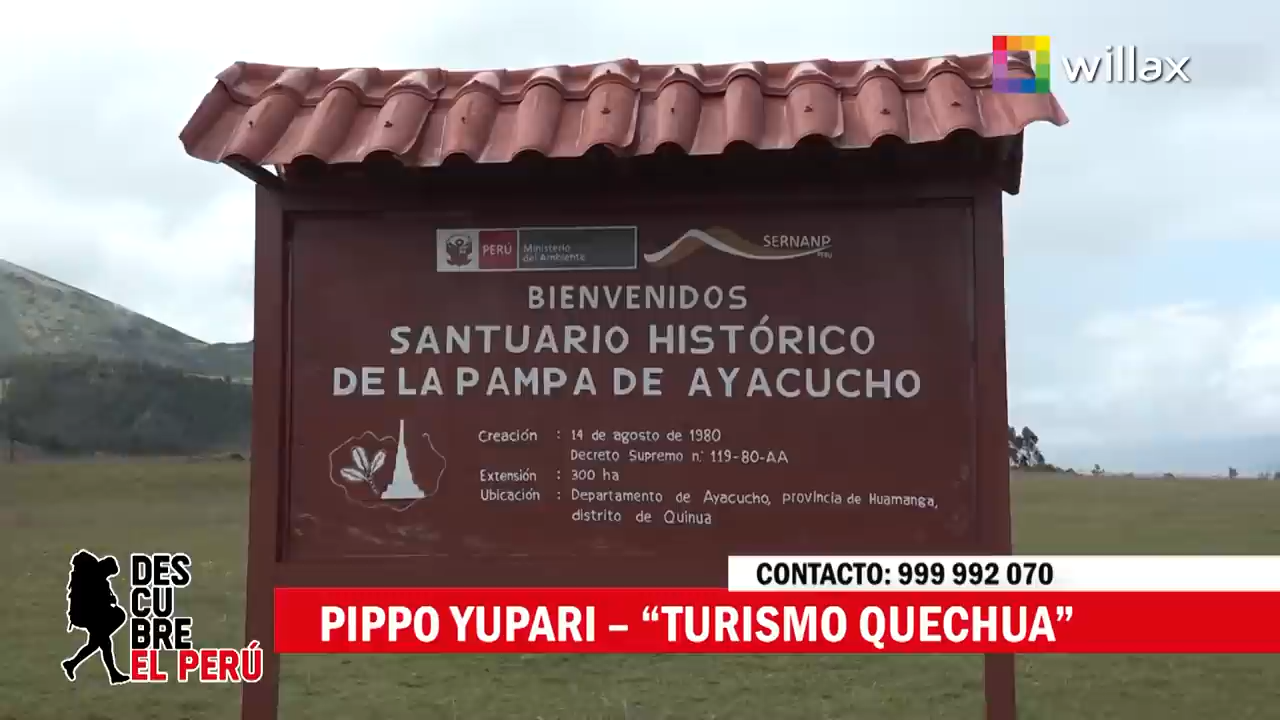 willax
PERÚ
Ministerio
del Ambiente
SERNANP
PERÚ
BIENVENIDOS
SANTUARIO HISTÓRICO
DE LA PAMPA DE AYACUCHO
Creación : 14 de agosto de 1980
Decreto Supremo n.° 119-80-AA
Extensión : 300 ha
Ubicación : Departamento de Ayacucho, provincia de Huamanga,
distrito de Quinua
CONTACTO: 999 992 070
PIPPO YUPARI – “TURISMO QUECHUA”
DES
CU
BRE
EL PERÚ